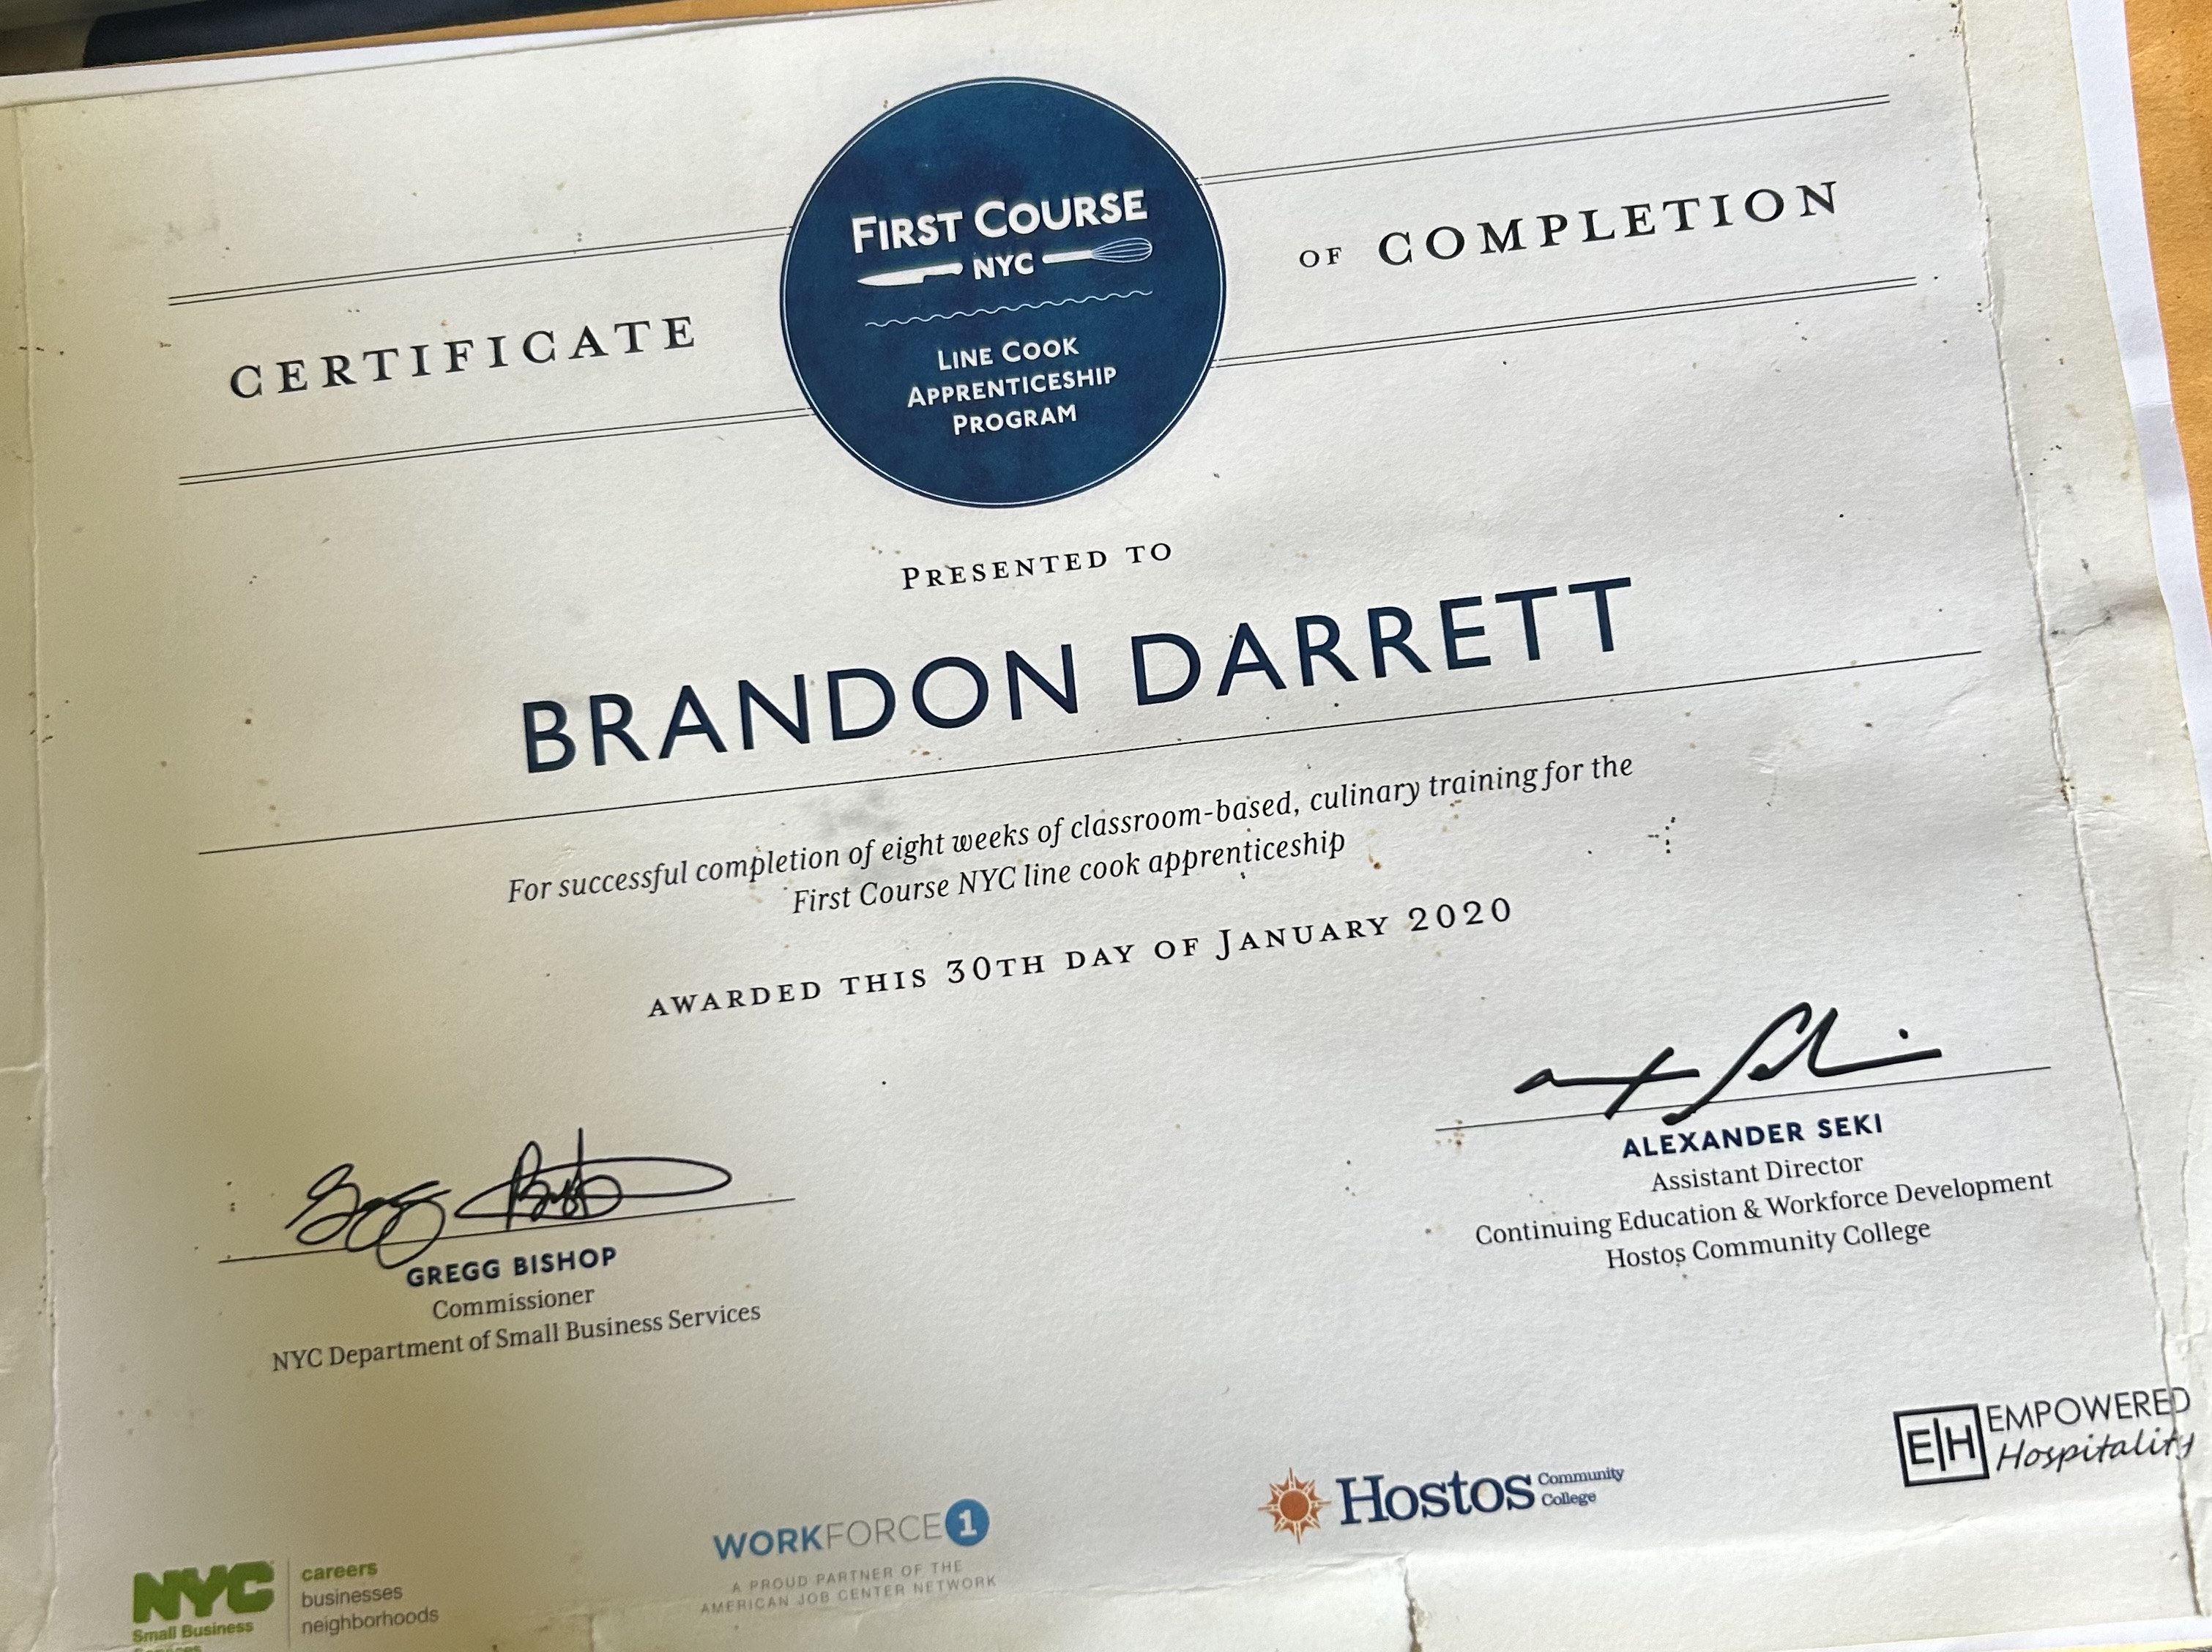 FIRST COURSE
NYC
LINE COOK
APPRENTICESHIP
PROGRAM
CERTIFICATE OF COMPLETION
PRESENTED TO
BRANDON DARRETT
For successful completion of eight weeks of classroom-based, culinary training for the
First Course NYC line cook apprenticeship
AWARDED THIS 30TH DAY OF JANUARY 2020
GREGG BISHOP
Commissioner
NYC Department of Small Business Services
ALEXANDER SEKI
Assistant Director
Continuing Education & Workforce Development
Hostos Community College
NYC
Small Business
Services
careers
businesses
neighborhoods
WORKFORCE1
A PROUD PARTNER OF THE
AMERICAN JOB CENTER NETWORK
Hostos Community
College
E|H EMPOWERED
Hospitality